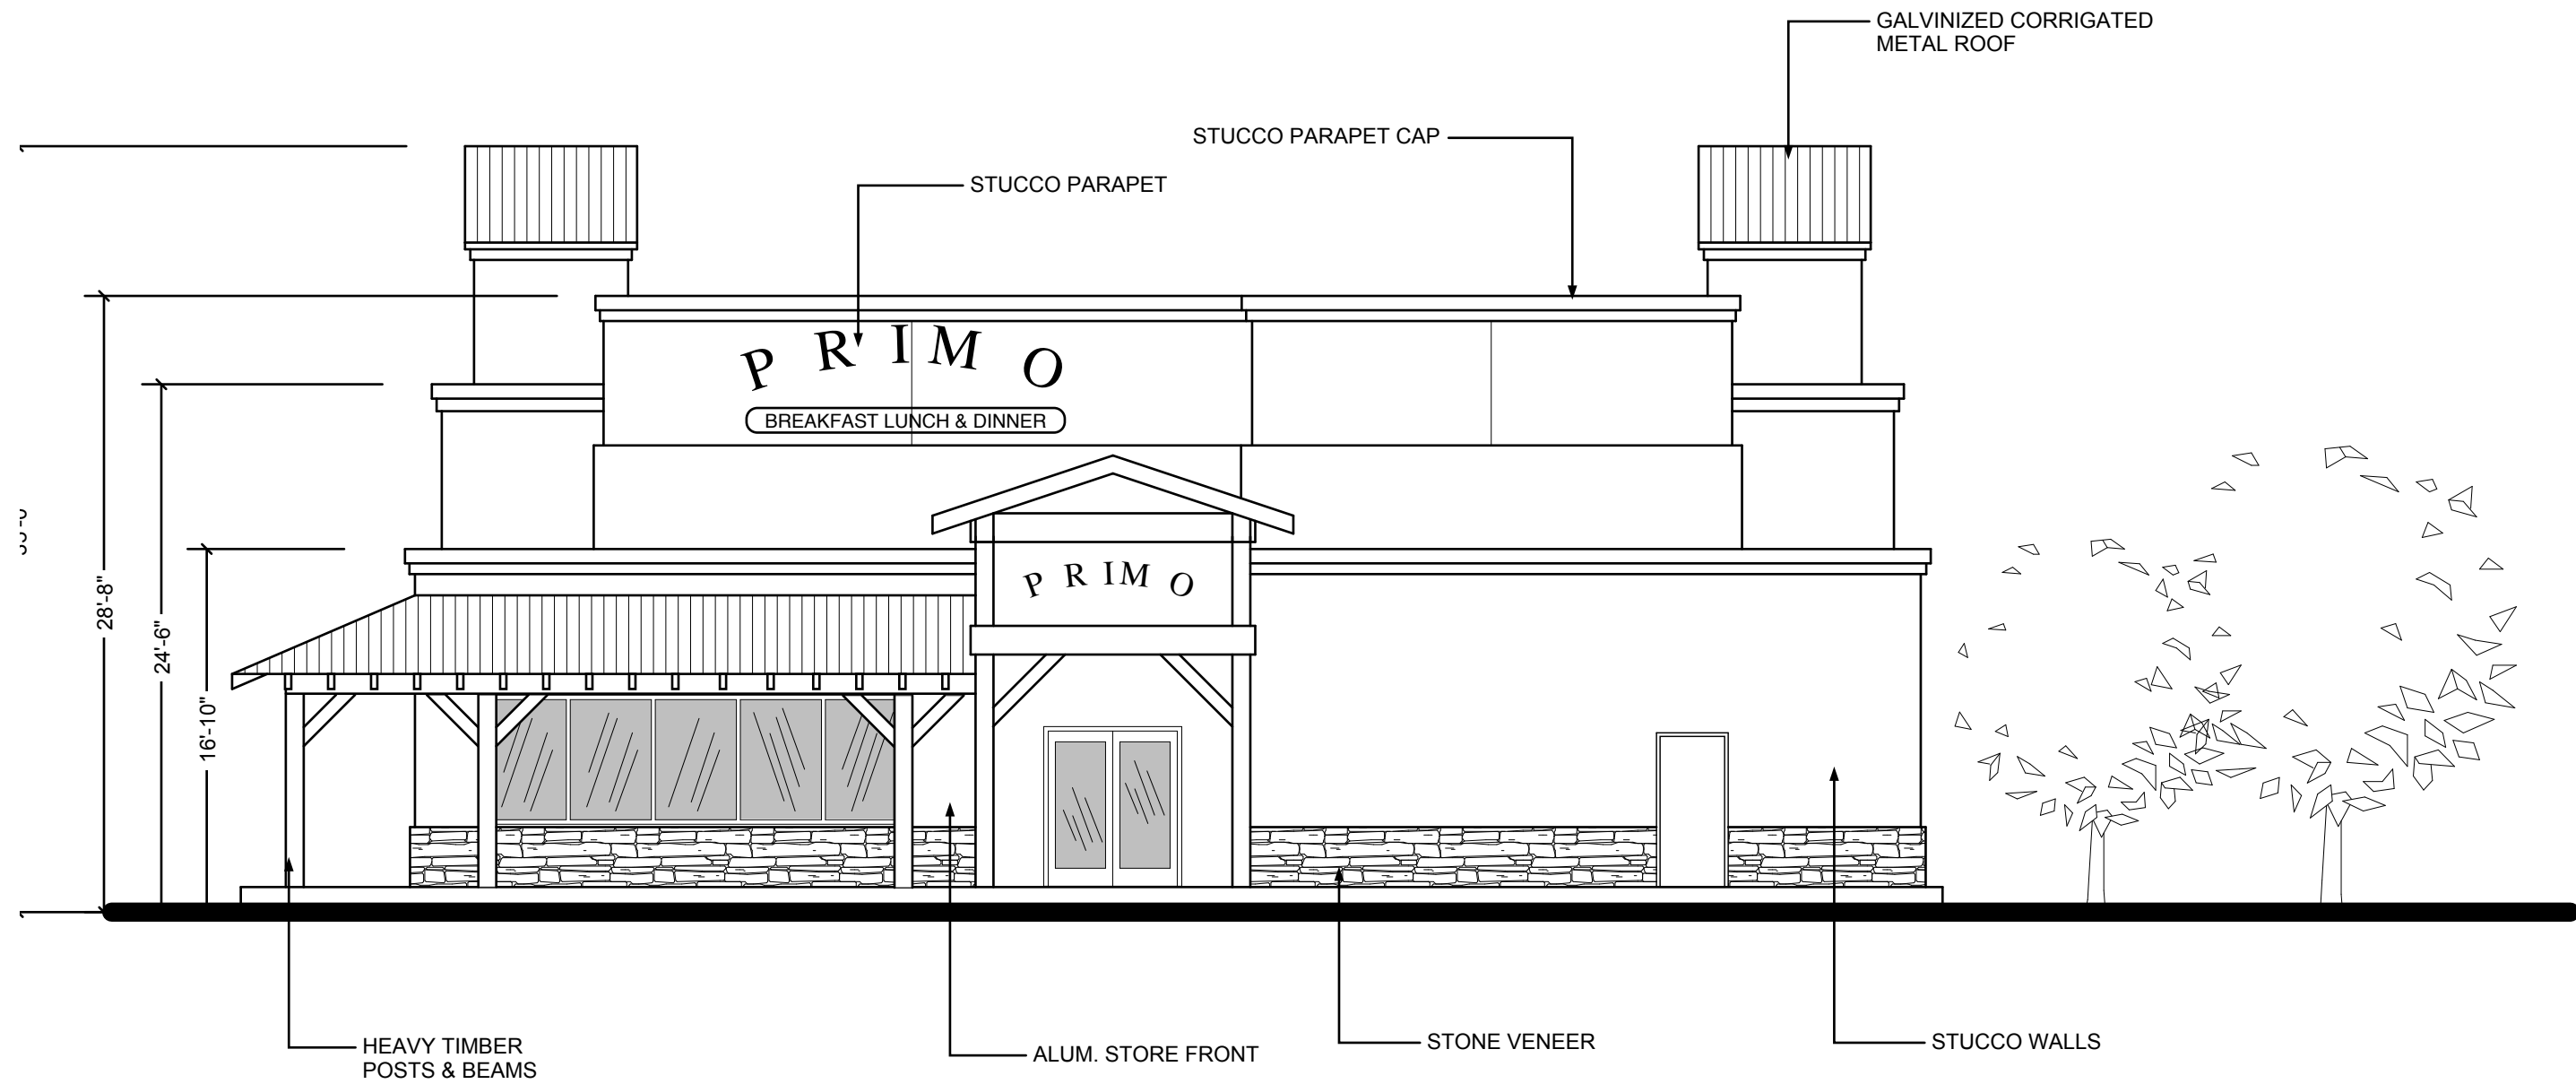 GALVINIZED CORRIGATED
METAL ROOF
STUCCO PARAPET CAP
STUCCO PARAPET
PRIMO
BREAKFAST LUNCH & DINNER
PRIMO
28'-8"
24'-6"
16'-10"
HEAVY TIMBER
POSTS & BEAMS
ALUM. STORE FRONT
STONE VENEER
STUCCO WALLS